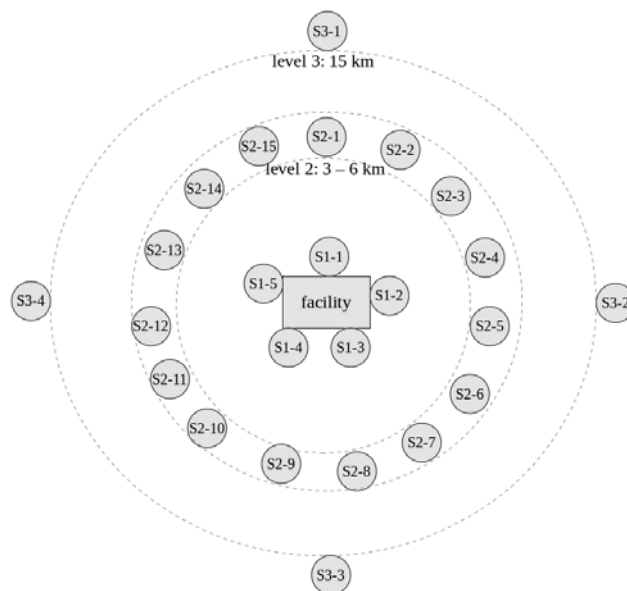 S3-1
level 3: 15 km
S2-1
S2-15
S2-2
level 2: 3 – 6 km
S2-14
S2-3
S2-13
S2-4
S1-1
S1-5
S1-2
S3-4
facility
S3-2
S2-12
S2-5
S1-4
S1-3
S2-11
S2-6
S2-10
S2-7
S2-9
S2-8
S3-3